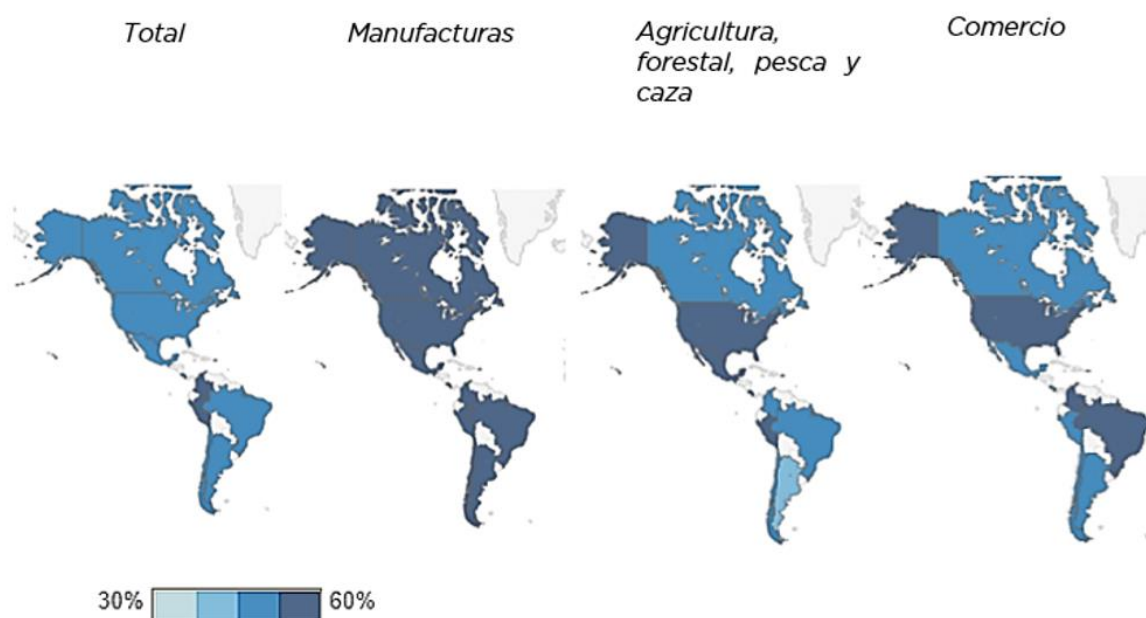 Total
Manufacturas
Agricultura,
forestal, pesca y
caza
Comercio
30%
60%